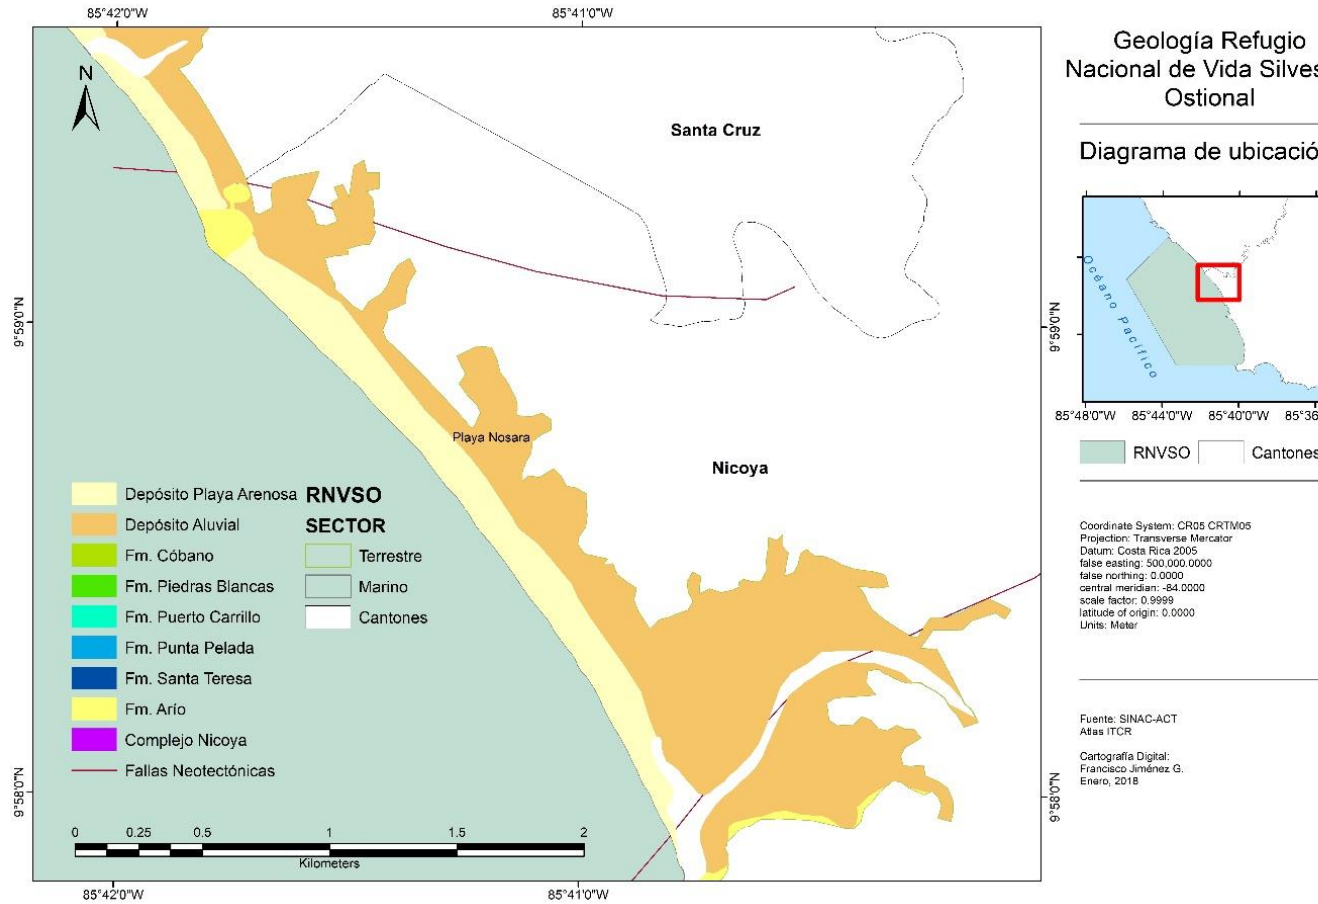 85°42'0"W
85°41'0"W
N
Santa Cruz
9°59'0"N
9°59'0"N
Playa Nosara
Nicoya
Depósito Playa Arenosa
Depósito Aluvial
Fm. Cóbano
Fm. Piedras Blancas
Fm. Puerto Carrillo
Fm. Punta Pelada
Fm. Santa Teresa
Fm. Arío
Complejo Nicoya
Fallas Neotectónicas
RNVSO
SECTOR
Terrestre
Marino
Cantones
9°58'0"N
9°58'0"N
0 0.25 0.5 1 1.5 2
Kilometers
85°42'0"W
85°41'0"W
Geología Refugio
Nacional de Vida Silves
Ostional
Diagrama de ubicació
Océano Pacífico
85°48'0"W 85°44'0"W 85°40'0"W 85°36
RNVSO
Cantones
Coordinate System: CR05 CRTM05
Projection: Transverse Mercator
Datum: Costa Rica 2005
false easting: 500,000.0000
false northing: 0.0000
central meridian: -84.0000
scale factor: 0.9999
latitude of origin: 0.0000
Units: Meter
Fuente: SINAC-ACT
Atlas ITCR
Cartografía Digital:
Francisco Jiménez G.
Enero, 2018